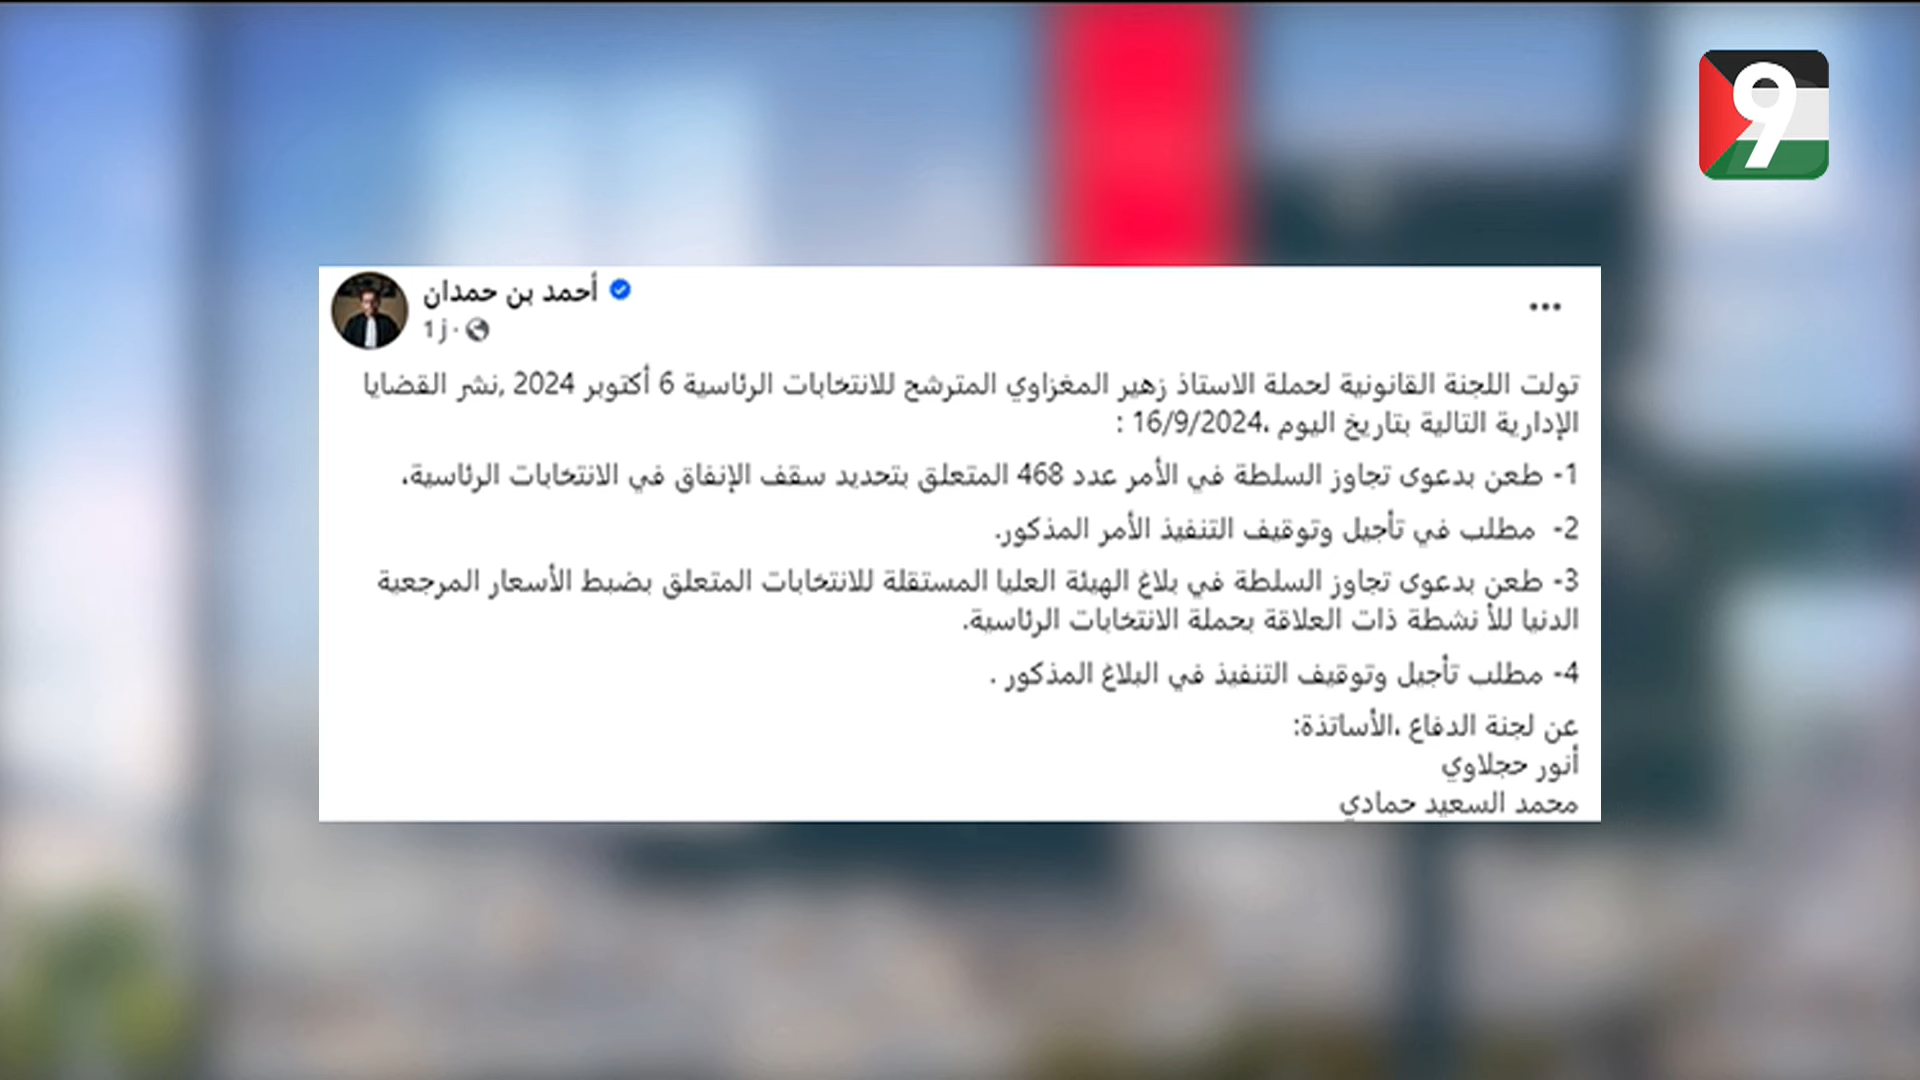 9
أحمد بن حمدان
1 j ·
تولت اللجنة القانونية لحملة الاستاذ زهير المغزاوي المترشح للانتخابات الرئاسية 6 أكتوبر 2024 ,نشر القضايا
الإدارية التالية بتاريخ اليوم ،16/9/2024 :
1- طعن بدعوى تجاوز السلطة في الأمر عدد 468 المتعلق بتحديد سقف الإنفاق في الانتخابات الرئاسية،
2- مطلب في تأجيل وتوقيف التنفيذ الأمر المذكور.
3- طعن بدعوى تجاوز السلطة في بلاغ الهيئة العليا المستقلة للانتخابات المتعلق بضبط الأسعار المرجعية
الدنيا للأ نشطة ذات العلاقة بحملة الانتخابات الرئاسية.
4- مطلب تأجيل وتوقيف التنفيذ في البلاغ المذكور .
عن لجنة الدفاع ،الأساتذة:
أنور حجلاوي
محمد السعيد حمادي